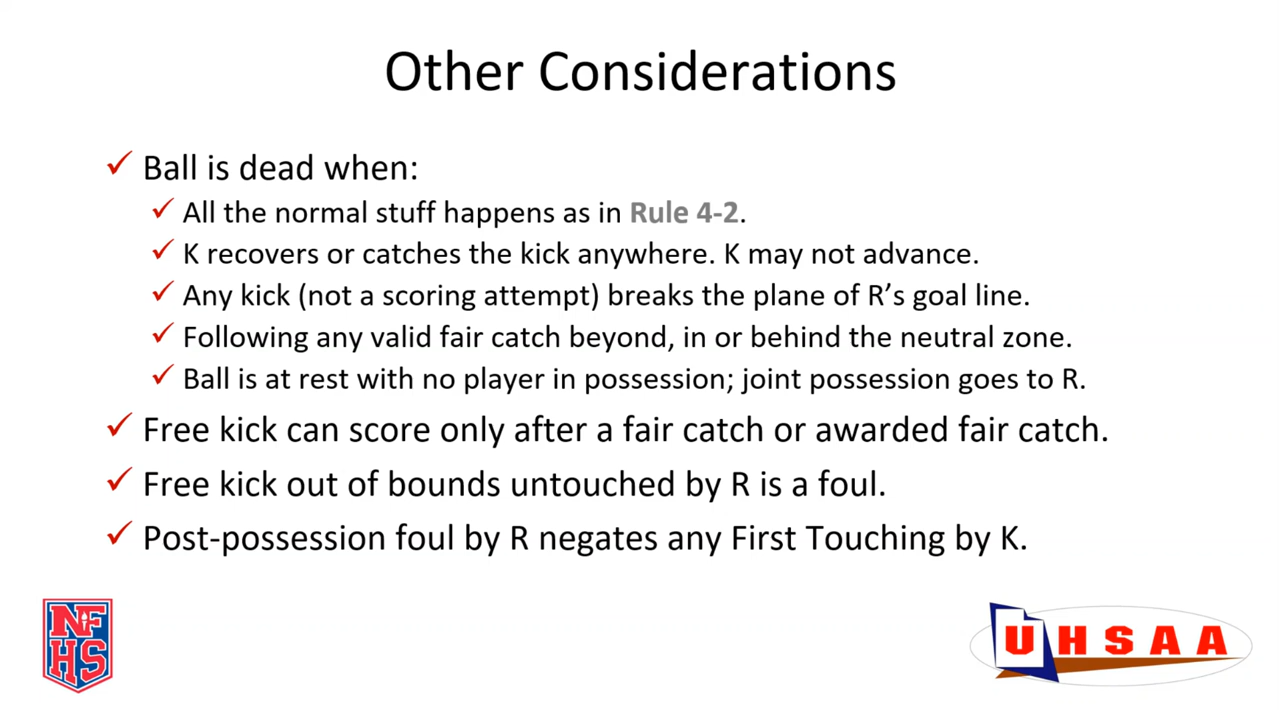 Other Considerations
Ball is dead when:
All the normal stuff happens as in Rule 4-2.
K recovers or catches the kick anywhere. K may not advance.
Any kick (not a scoring attempt) breaks the plane of R’s goal line.
Following any valid fair catch beyond, in or behind the neutral zone.
Ball is at rest with no player in possession; joint possession goes to R.
Free kick can score only after a fair catch or awarded fair catch.
Free kick out of bounds untouched by R is a foul.
Post-possession foul by R negates any First Touching by K.
NF
HS
UHSAA